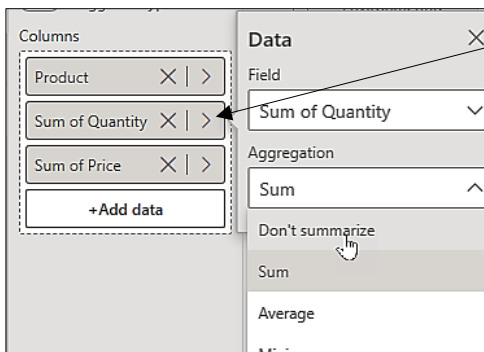 Columns
Product
Sum of Quantity
Sum of Price
+Add data
Data
Field
Sum of Quantity
Aggregation
Sum
Don't summarize
Sum
Average